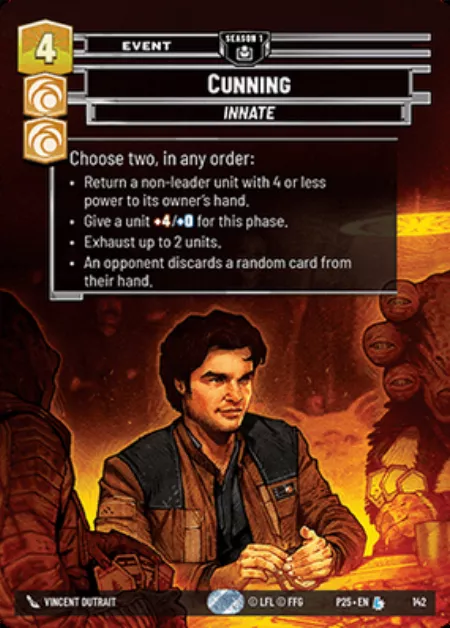 4
EVENT
SEASON 1
CUNNING
INNATE
Choose two, in any order:
• Return a non-leader unit with 4 or less
power to its owner's hand.
• Give a unit +4/+0 for this phase.
• Exhaust up to 2 units.
• An opponent discards a random card from
their hand.
VINCENT DUTRAIT
© LFL © FFG
P25 • EN
142